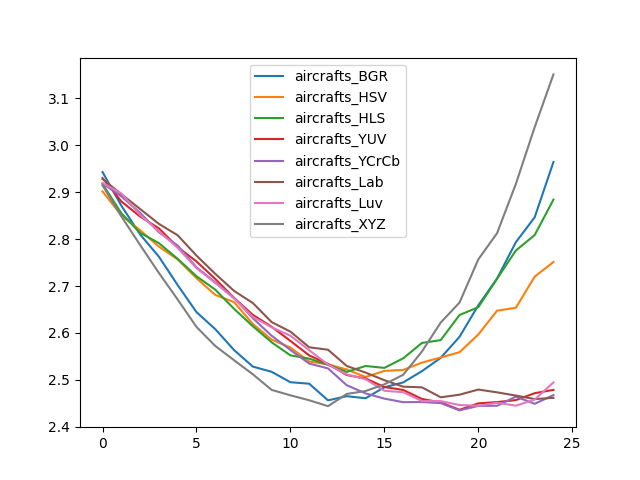 aircrafts_BGR
aircrafts_HSV
aircrafts_HLS
aircrafts_YUV
aircrafts_YCrCb
aircrafts_Lab
aircrafts_Luv
aircrafts_XYZ
3.1
3.0
2.9
2.8
2.7
2.6
2.5
2.4
0 5 10 15 20 25